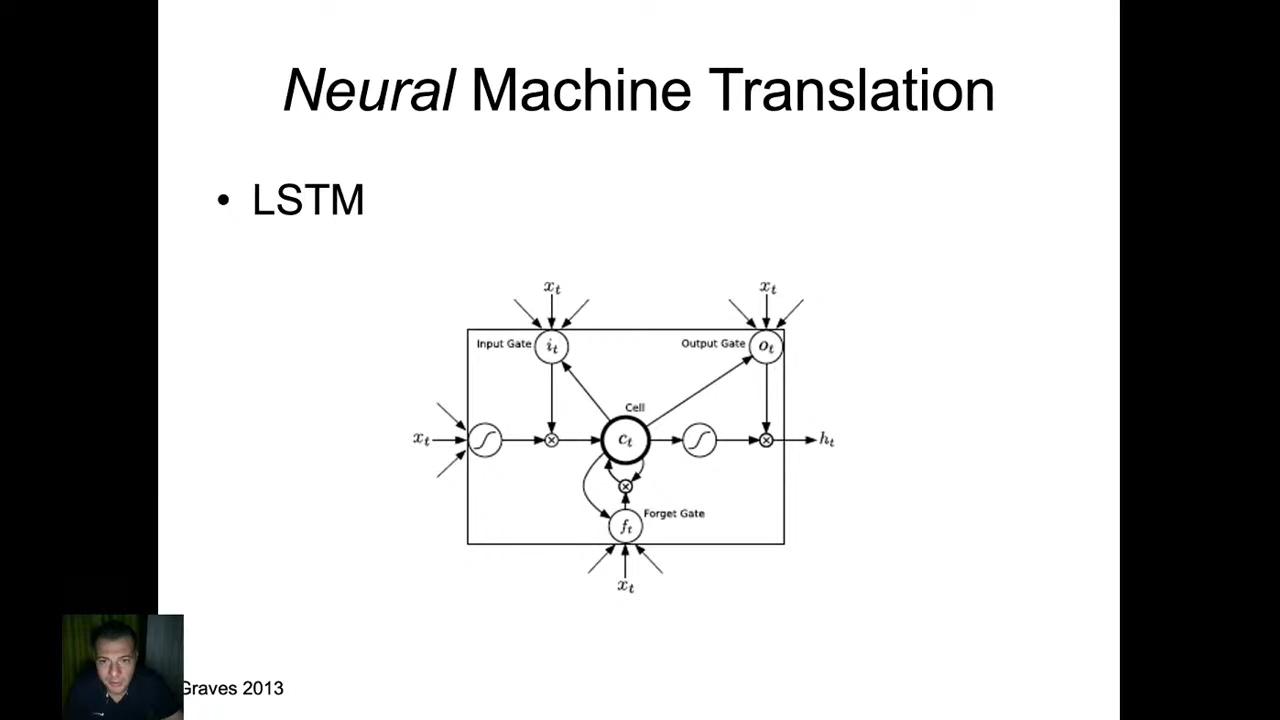 Neural Machine Translation
• LSTM
xₜ xₜ
Input Gate iₜ Output Gate oₜ
Cell
xₜ cₜ hₜ
Forget Gate
fₜ
xₜ
Graves 2013